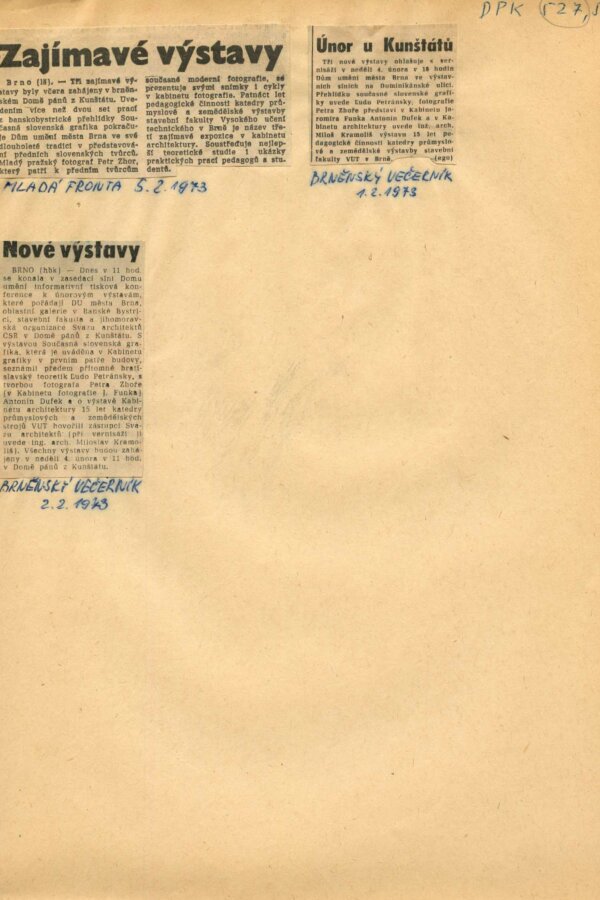 DPK 527,5
Zajímavé výstavy
Brno (lš). — Tři zajímavé vý-
stavy byly včera zahájeny v brněn-
ském Domě pánů z Kunštátu. Uve-
dením více než dvou set prací
z banskobystrické přehlídky Sou-
časná slovenská grafika pokraču-
je Dům umění města Brna ve své
dlouholeté tradici v představová-
ní předních slovenských tvůrců.
Mladý pražský fotograf Petr Zhor,
který patří k předním tvůrcům
současné moderní fotografie, se
prezentuje svými snímky i cykly
v kabinetu fotografie. Patnáct let
pedagogické činnosti katedry prů-
myslové a zemědělské výstavby
stavební fakulty Vysokého učení
technického v Brně je název tře-
tí zajímavé expozice v kabinetu
architektury. Soustřeďuje nejlep-
ší teoretické studie i ukázky
praktických prací pedagogů a stu-
dentů.
MLADÁ FRONTA 5.2.1973
Únor u Kunštátů
Tři nové výstavy ohlašuje s ver-
nisáží v neděli 4. února v 10 hodin
Dům umění města Brna ve výstav-
ních síních na Dominikánské ulici.
Přehlídku současné slovenské grafi-
ky uvede Ludo Petránsky, fotografie
Petra Zhoře představí v Kabinetu Ja-
romíra Funka Antonín Dufek a v Ka-
binetu architektury uvede ing. arch.
Miloš Kramoliš výstavu 15 let pe-
dagogické činnosti katedry průmyslo-
vé a zemědělské výstavby stavební
fakulty VUT v Brně. (ego)
BRNĚNSKÝ VEČERNÍK
1.2.1973
Nové výstavy
BRNO (hbk) — Dnes v 11 hod.
se konala v zasedací síni Domu
umění informativní tisková kon-
ference k únorovým výstavám,
které pořádají DU města Brna,
oblastní galerie v Banské Bystri-
ci, stavební fakulta a jihomorav-
ská organizace Svazu architektů
ČSR v Domě pánů z Kunštátu. S
výstavou Současná slovenská gra-
fika, která je uváděna v Kabinetu
grafiky v prvním patře budovy,
seznámil předem přítomné brati-
slavský teoretik Ľudo Petránsky, s
tvorbou fotografa Petra Zhoře
(v Kabinetu fotografie J. Funka)
Antonín Dufek a o výstavě Kabi-
netu architektury 15 let katedry
průmyslových a zemědělských
strojů VUT hovořili zástupci Sva-
zu architektů (při vernisáži ji
uvede ing. arch. Miloslav Kramo-
liš). Všechny výstavy budou zahá-
jeny v neděli 4. února v 11 hod.
v Domě pánů z Kunštátu.
BRNĚNSKÝ VEČERNÍK
2.2.1973